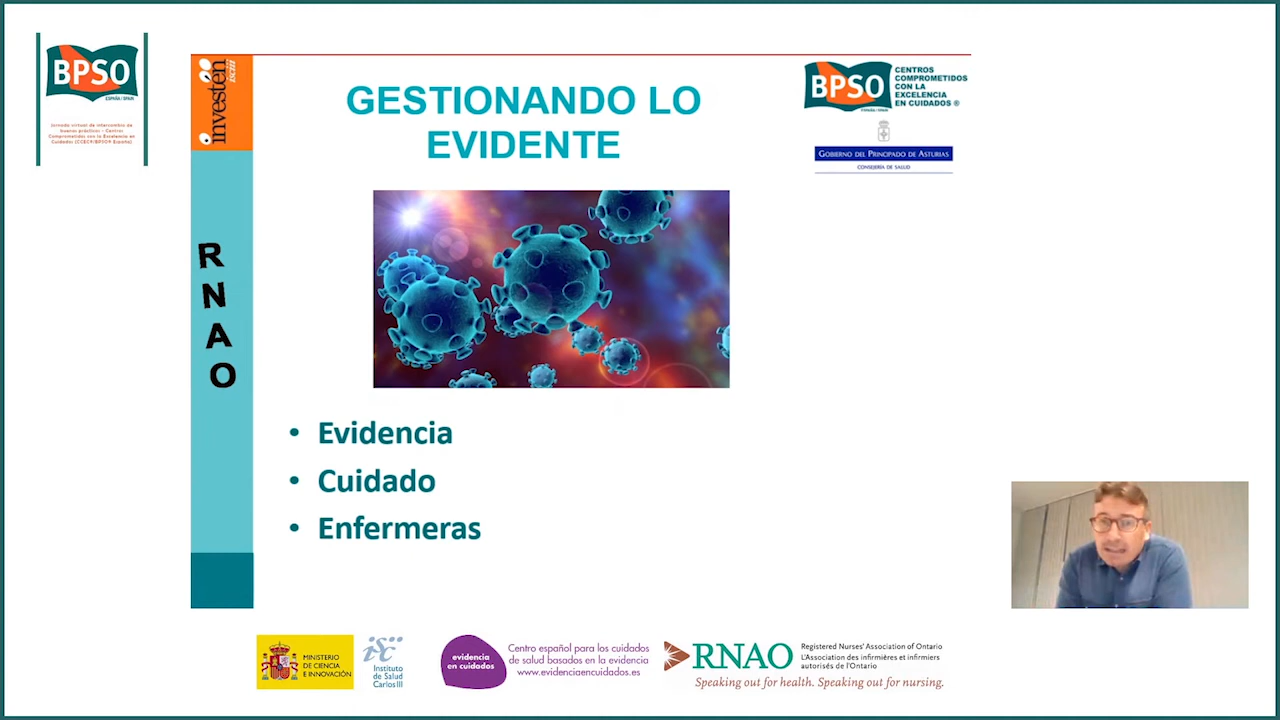 BPSO
ESPAÑA / SPAIN
Jornada virtual de intercambio de
buenas prácticas - Centros
Comprometidos con la Excelencia en
Cuidados (CCEC®/BPSO® España)
investén
isciii
GESTIONANDO LO
EVIDENTE
BPSO
ESPAÑA / SPAIN
CENTROS
COMPROMETIDOS
CON LA
EXCELENCIA
EN CUIDADOS ®
GOBIERNO DEL PRINCIPADO DE ASTURIAS
CONSEJERÍA DE SALUD
R
N
A
O
• Evidencia
• Cuidado
• Enfermeras
MINISTERIO
DE CIENCIA
E INNOVACIÓN
Instituto
de Salud
Carlos III
evidencia
en cuidados
Centro español para los cuidados
de salud basados en la evidencia
www.evidenciaencuidados.es
RNAO
Registered Nurses' Association of Ontario
L'Association des infirmières et infirmiers
autorisés de l'Ontario
Speaking out for health. Speaking out for nursing.